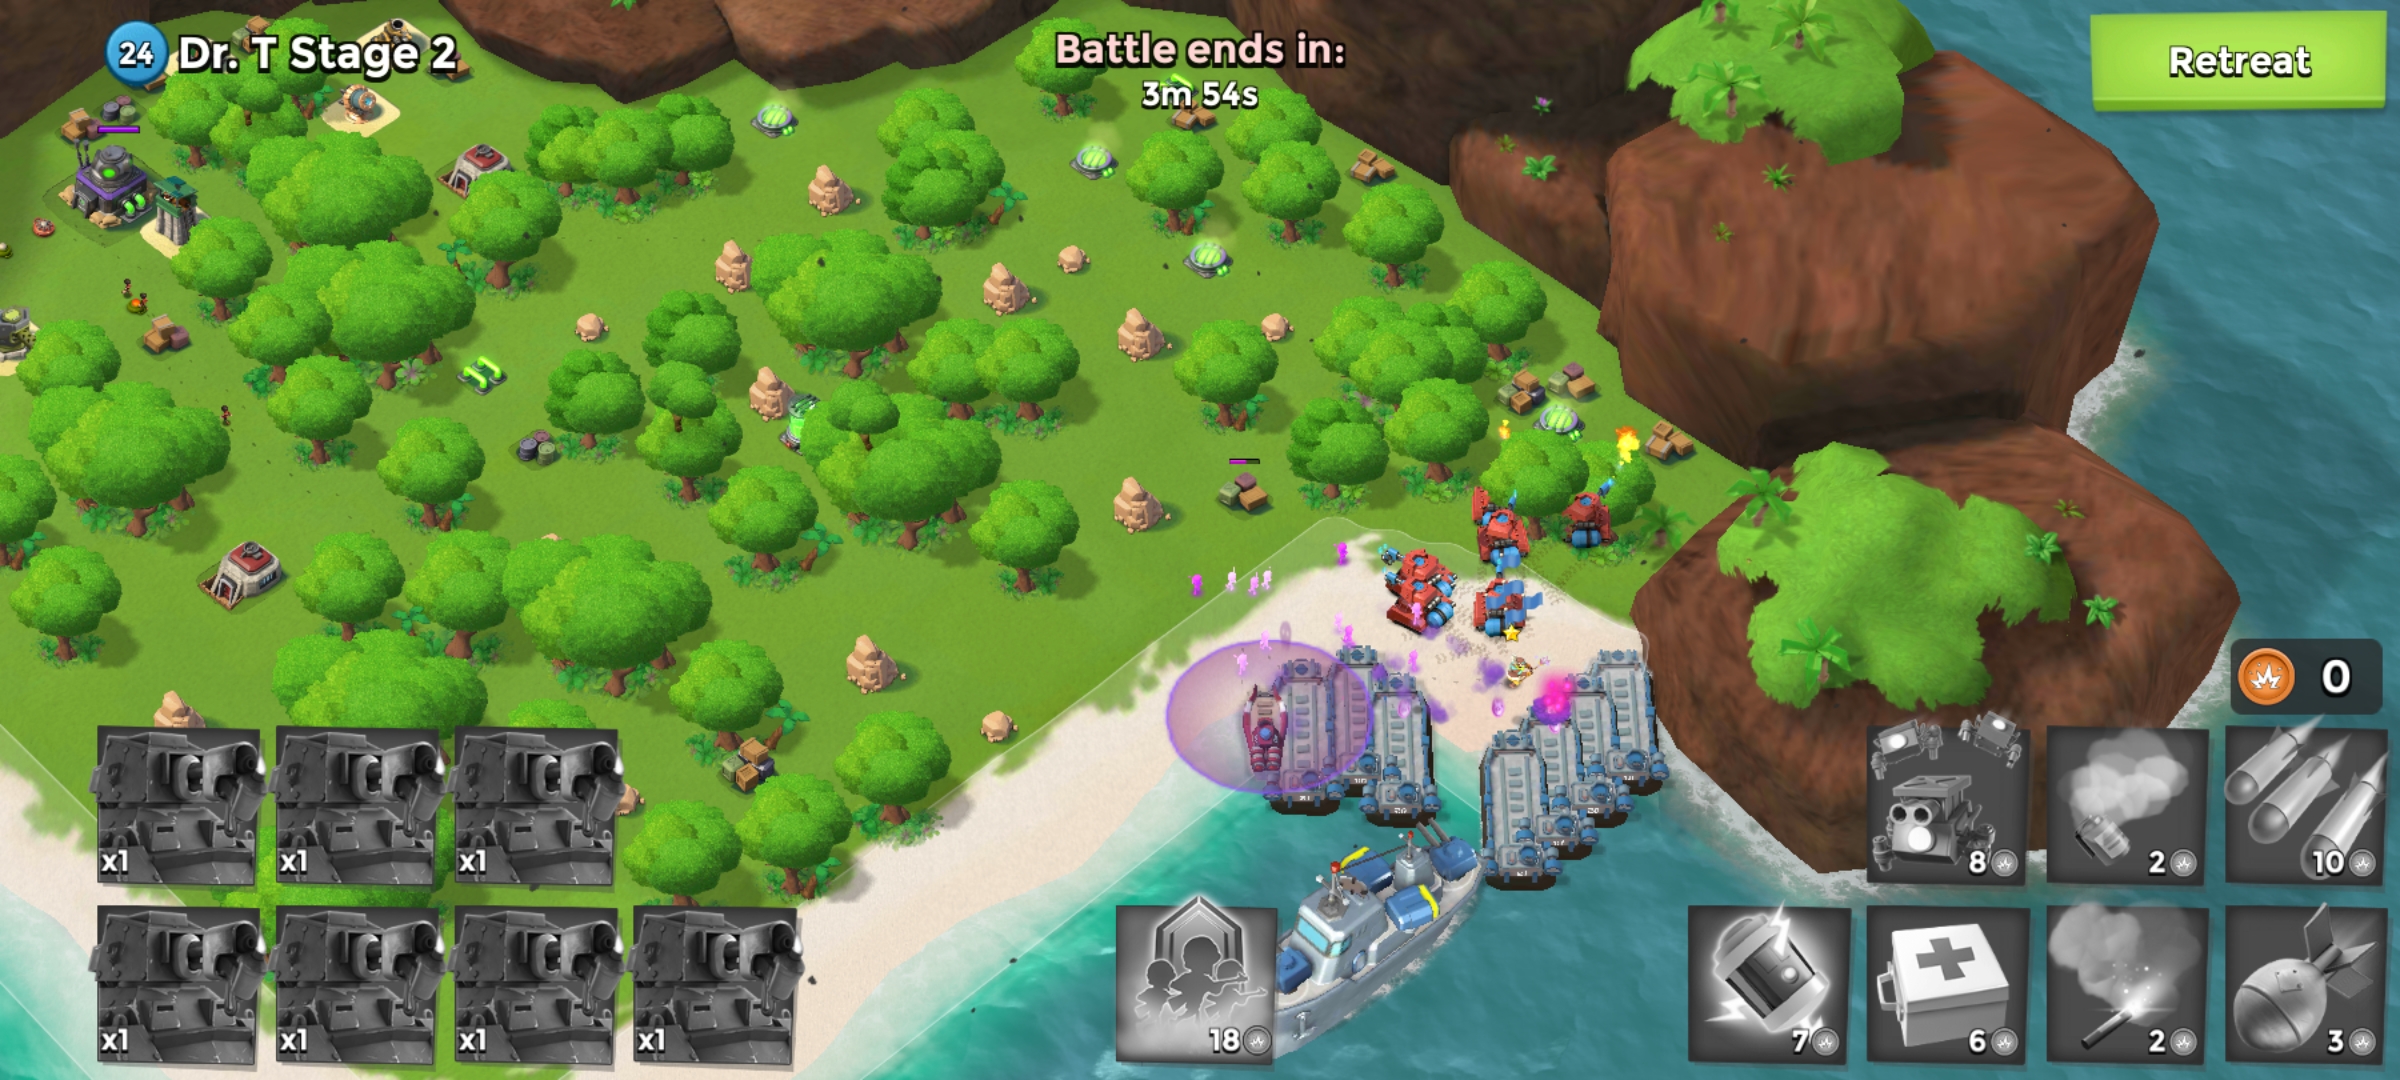 24 Dr. T Stage 2
Battle ends in:
3m 54s
Retreat
0
x1 x1 x1
8 2 10
x1 x1 x1 x1
18 7 6 2 3